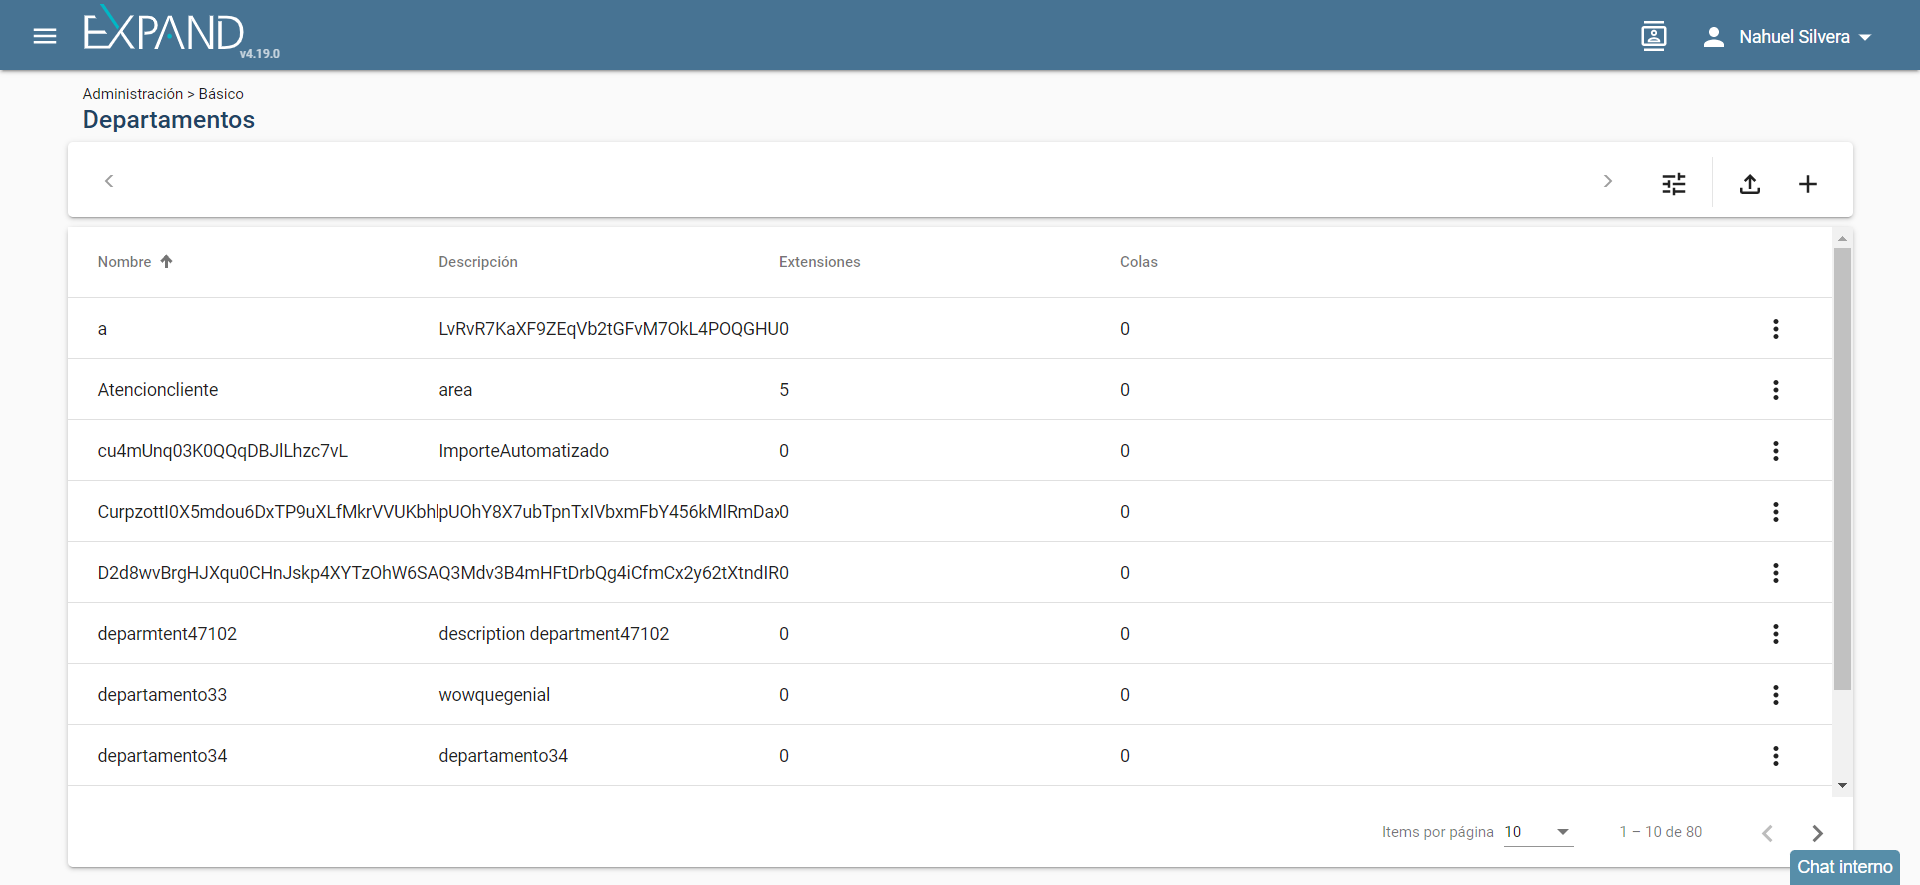 EXPAND
v4.19.0
Nahuel Silvera
Administración > Básico
Departamentos
Nombre Descripción Extensiones Colas
a LvRvR7KaXF9ZEqVb2tGFvM7OkL4POQGHU0 0
Atencioncliente area 5 0
cu4mUnq03K0QQqDBJlLhzc7vL ImporteAutomatizado 0 0
0 0
0 0
deparmtent47102 description department47102 0 0
departamento33 wowquegenial 0 0
departamento34 departamento34 0 0
Items por página 10 1 – 10 de 80
Chat interno